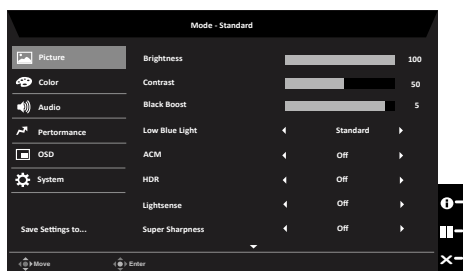 Mode - Standard
Picture
Brightness 100
Color
Contrast 50
Audio
Black Boost 5
Pertormance
Low Blue Light Standard
OSD
ACM Off
System
HDR Off
Lightsense Off
Save Settings to...
Super Sharpness Off
Move Enter